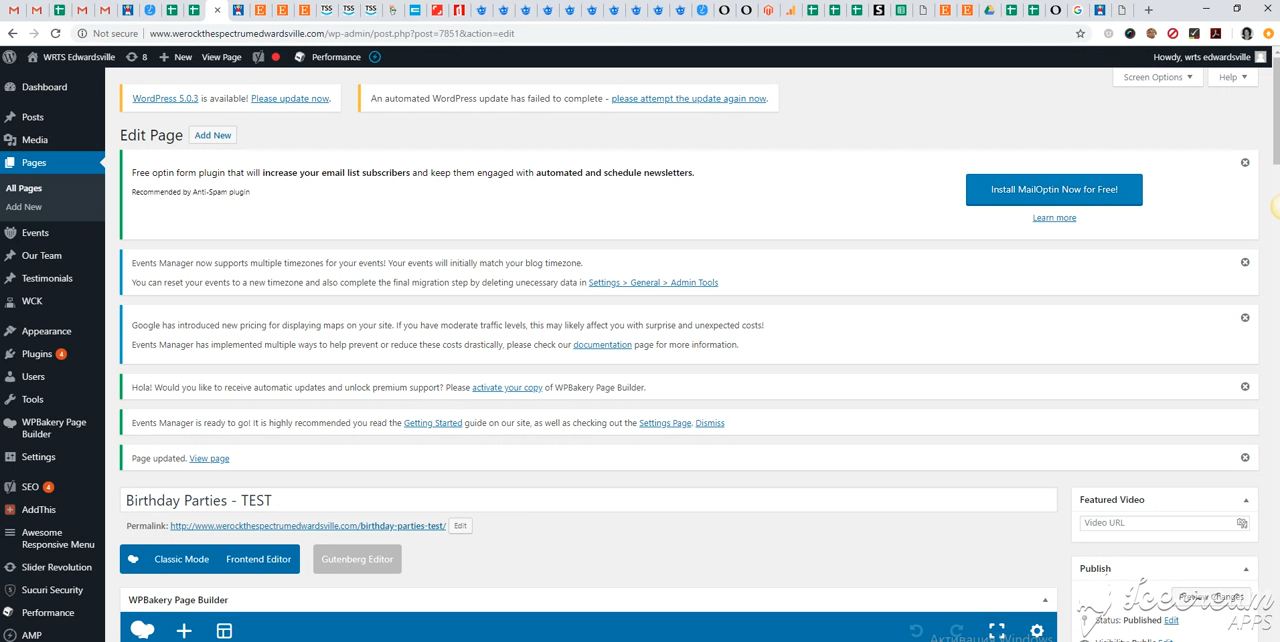 Not secure
www.werockthespectrumedwardsville.com/wp-admin/post.php?post=7851&action=edit
WRTS Edwardsville 8 New View Page Performance Howdy, wrts edwardsville
Screen Options Help
Dashboard
Posts
Media
Pages
All Pages
Add New
Events
Our Team
Testimonials
WCK
Appearance
Plugins 4
Users
Tools
WPBakery Page
Builder
Settings
SEO 4
AddThis
Awesome
Responsive Menu
Slider Revolution
Sucuri Security
Performance
AMP
WordPress 5.0.3 is available! Please update now.
An automated WordPress update has failed to complete - please attempt the update again now.
Edit Page Add New
Free optin form plugin that will increase your email list subscribers and keep them engaged with automated and schedule newsletters.
Recommended by Anti-Spam plugin
Install MailOptin Now for Free!
Learn more
Events Manager now supports multiple timezones for your events! Your events will initially match your blog timezone.
You can reset your events to a new timezone and also complete the final migration step by deleting unecessary data in Settings > General > Admin Tools
Google has introduced new pricing for displaying maps on your site. If you have moderate traffic levels, this may likely affect you with surprise and unexpected costs!
Events Manager has implemented multiple ways to help prevent or reduce these costs drastically, please check our documentation page for more information.
Hola! Would you like to receive automatic updates and unlock premium support? Please activate your copy of WPBakery Page Builder.
Events Manager is ready to go! It is highly recommended you read the Getting Started guide on our site, as well as checking out the Settings Page. Dismiss
Page updated. View page
Birthday Parties - TEST
Permalink: http://www.werockthespectrumedwardsville.com/birthday-parties-test/ Edit
Classic Mode Frontend Editor Gutenberg Editor
WPBakery Page Builder
Featured Video
Video URL
Publish
Preview Changes
Status: Published Edit
Icecream
APPS
Активация Windows